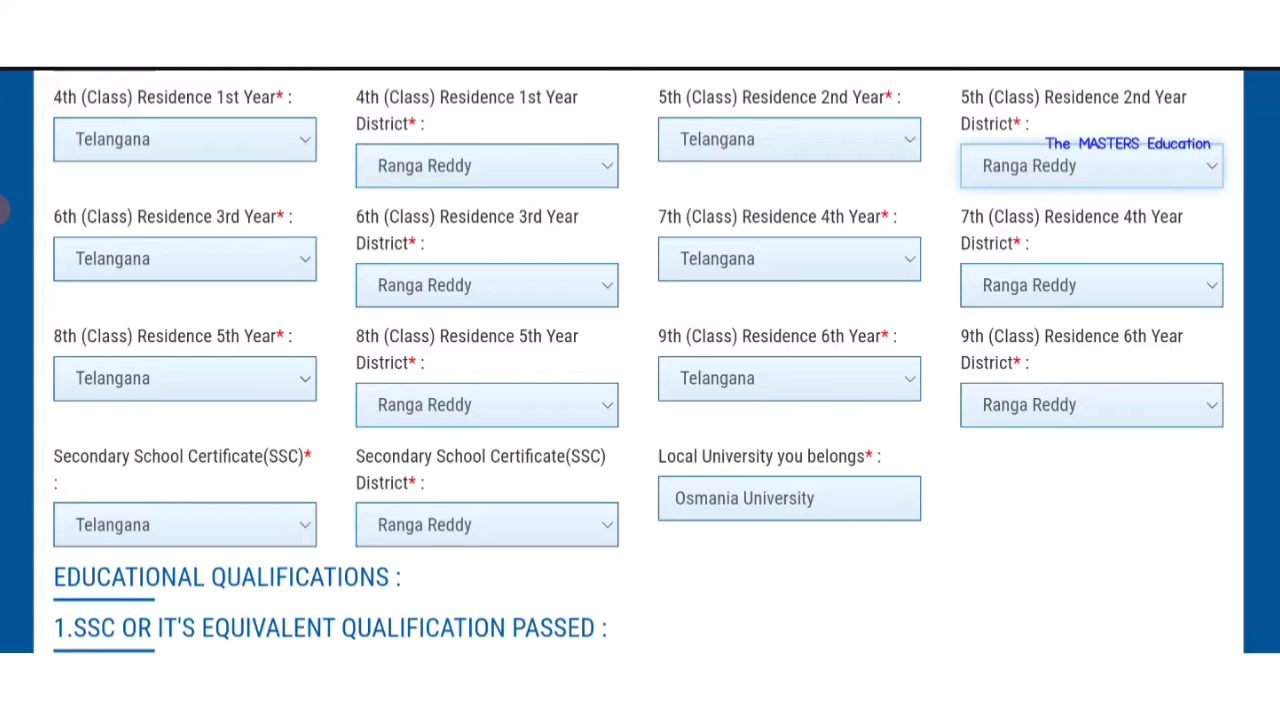 4th (Class) Residence 1st Year* :
Telangana
4th (Class) Residence 1st Year
District* :
Ranga Reddy
5th (Class) Residence 2nd Year* :
Telangana
5th (Class) Residence 2nd Year
District* :
The MASTERS Education
Ranga Reddy
6th (Class) Residence 3rd Year* :
Telangana
6th (Class) Residence 3rd Year
District* :
Ranga Reddy
7th (Class) Residence 4th Year* :
Telangana
7th (Class) Residence 4th Year
District* :
Ranga Reddy
8th (Class) Residence 5th Year* :
Telangana
8th (Class) Residence 5th Year
District* :
Ranga Reddy
9th (Class) Residence 6th Year* :
Telangana
9th (Class) Residence 6th Year
District* :
Ranga Reddy
Secondary School Certificate(SSC)*
:
Telangana
Secondary School Certificate(SSC)
District* :
Ranga Reddy
Local University you belongs* :
Osmania University
EDUCATIONAL QUALIFICATIONS :
1.SSC OR IT'S EQUIVALENT QUALIFICATION PASSED :